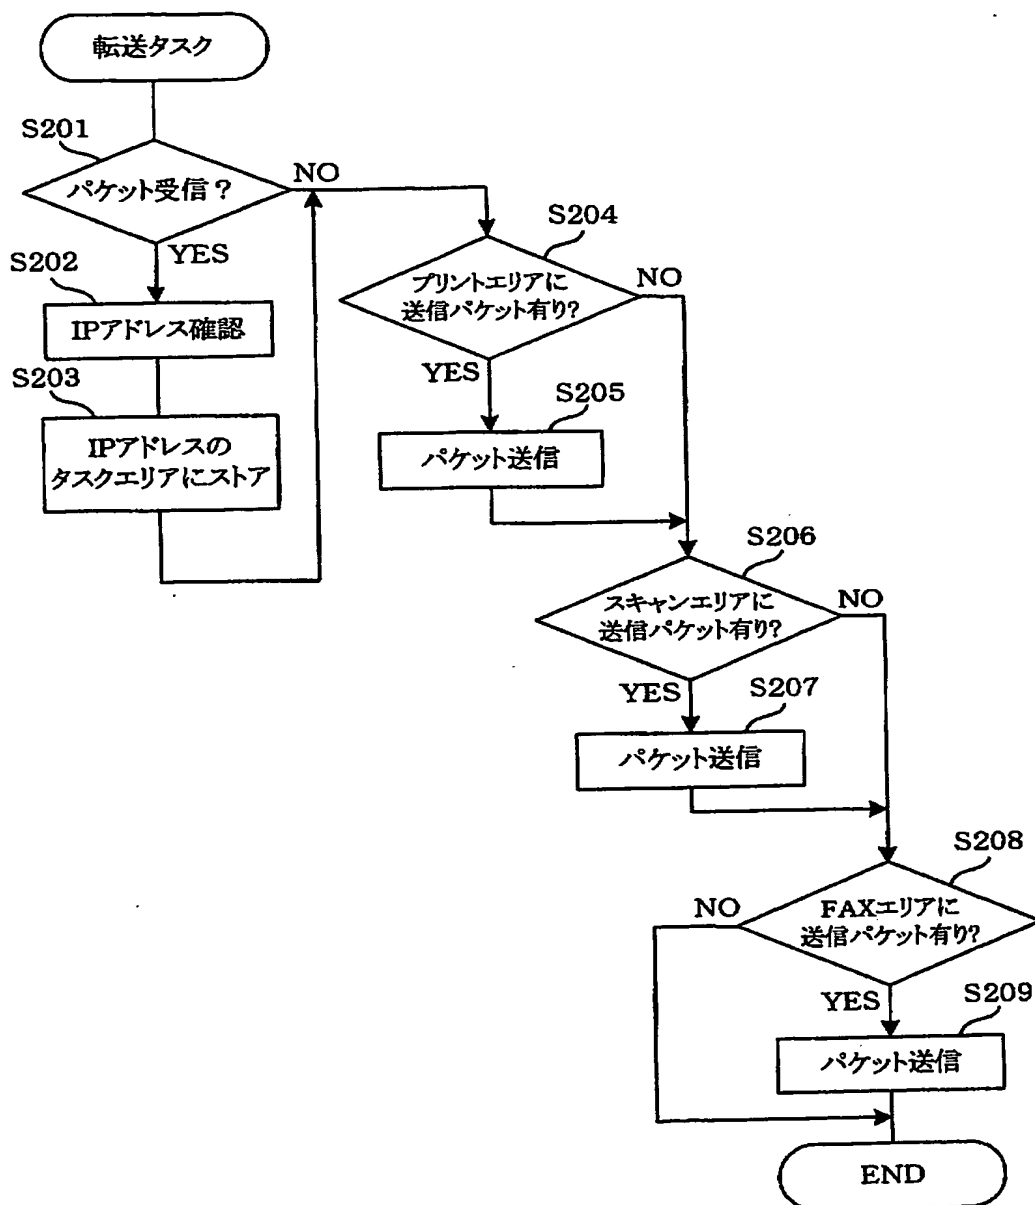 転送タスク
S201
パケット受信？
NO
YES
S202
IPアドレス確認
S203
IPアドレスの
タスクエリアにストア
S204
プリントエリアに
送信パケット有り?
NO
YES
S205
パケット送信
S206
スキャンエリアに
送信パケット有り?
NO
YES
S207
パケット送信
S208
FAXエリアに
送信パケット有り?
NO
YES
S209
パケット送信
END